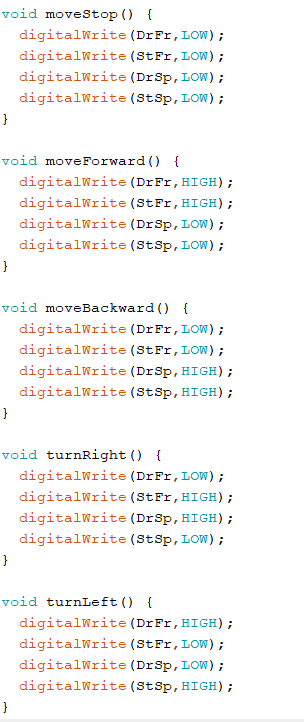 void moveStop() {
  digitalWrite(DrFr,LOW);
  digitalWrite(StFr,LOW);
  digitalWrite(DrSp,LOW);
  digitalWrite(StSp,LOW);
}

void moveForward() {
  digitalWrite(DrFr,HIGH);
  digitalWrite(StFr,HIGH);
  digitalWrite(DrSp,LOW);
  digitalWrite(StSp,LOW);
}

void moveBackward() {
  digitalWrite(DrFr,LOW);
  digitalWrite(StFr,LOW);
  digitalWrite(DrSp,HIGH);
  digitalWrite(StSp,HIGH);
}

void turnRight() {
  digitalWrite(DrFr,LOW);
  digitalWrite(StFr,HIGH);
  digitalWrite(DrSp,HIGH);
  digitalWrite(StSp,LOW);
}

void turnLeft() {
  digitalWrite(DrFr,HIGH);
  digitalWrite(StFr,LOW);
  digitalWrite(DrSp,LOW);
  digitalWrite(StSp,HIGH);
}